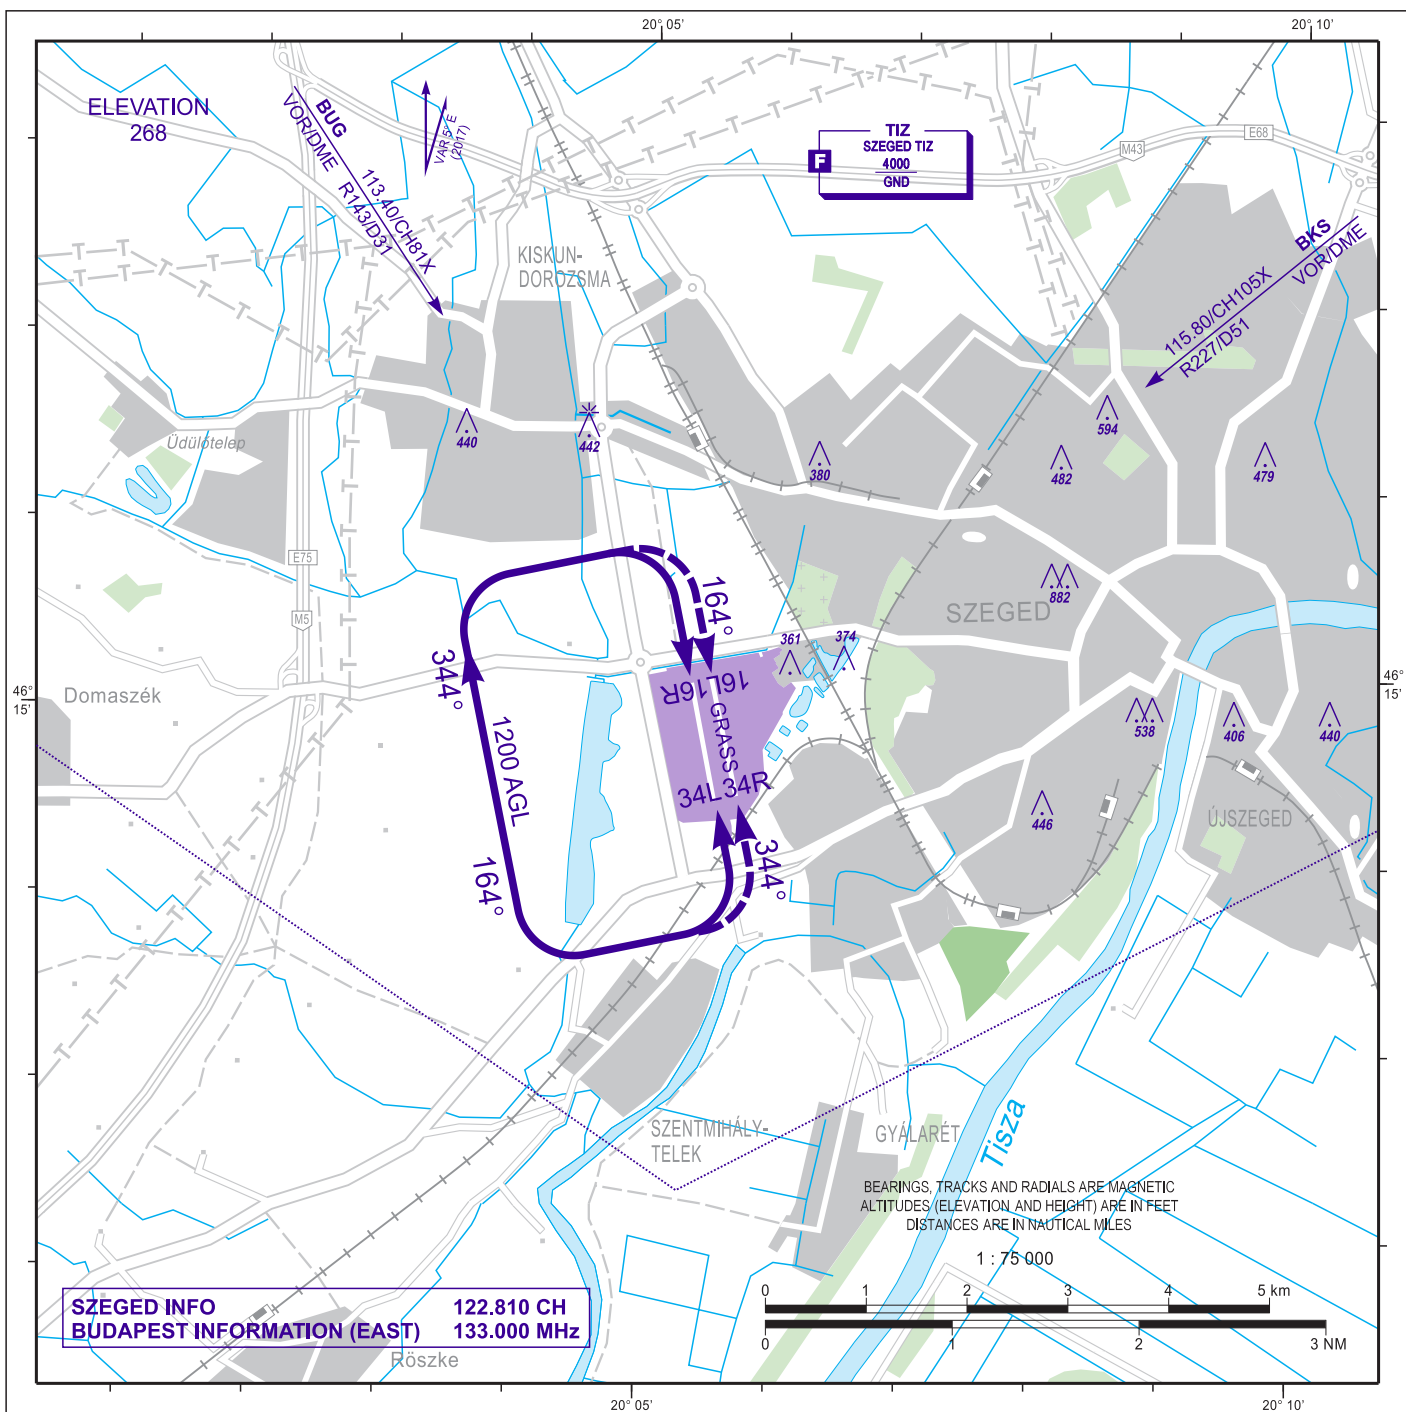 20° 05'
20° 10'
ELEVATION
268
BUG
VOR/DME
113.40/CH81X
R143/D31
VAR 5° E
(2017)
TIZ
SZEGED TIZ
F
4000
GND
M43
E68
BKS
VOR/DME
115.80/CH105X
R227/D51
KISKUN-
DOROZSMA
Üdülőtelep
440
442
380
594
482
479
E75
M5
882
SZEGED
164°
361
374
344°
16L
16R
GRASS
34L
34R
1200 AGL
164°
344°
46°
15'
46°
15'
Domaszék
538
406
440
446
ÚJSZEGED
SZENTMIHÁLY-
TELEK
GYÁLARÉT
Tisza
BEARINGS, TRACKS AND RADIALS ARE MAGNETIC
ALTITUDES (ELEVATION AND HEIGHT) ARE IN FEET
DISTANCES ARE IN NAUTICAL MILES
1 : 75 000
0 1 2 3 4 5 km
0 1 2 3 NM
SZEGED INFO 122.810 CH
BUDAPEST INFORMATION (EAST) 133.000 MHz
Röszke
20° 05'
20° 10'